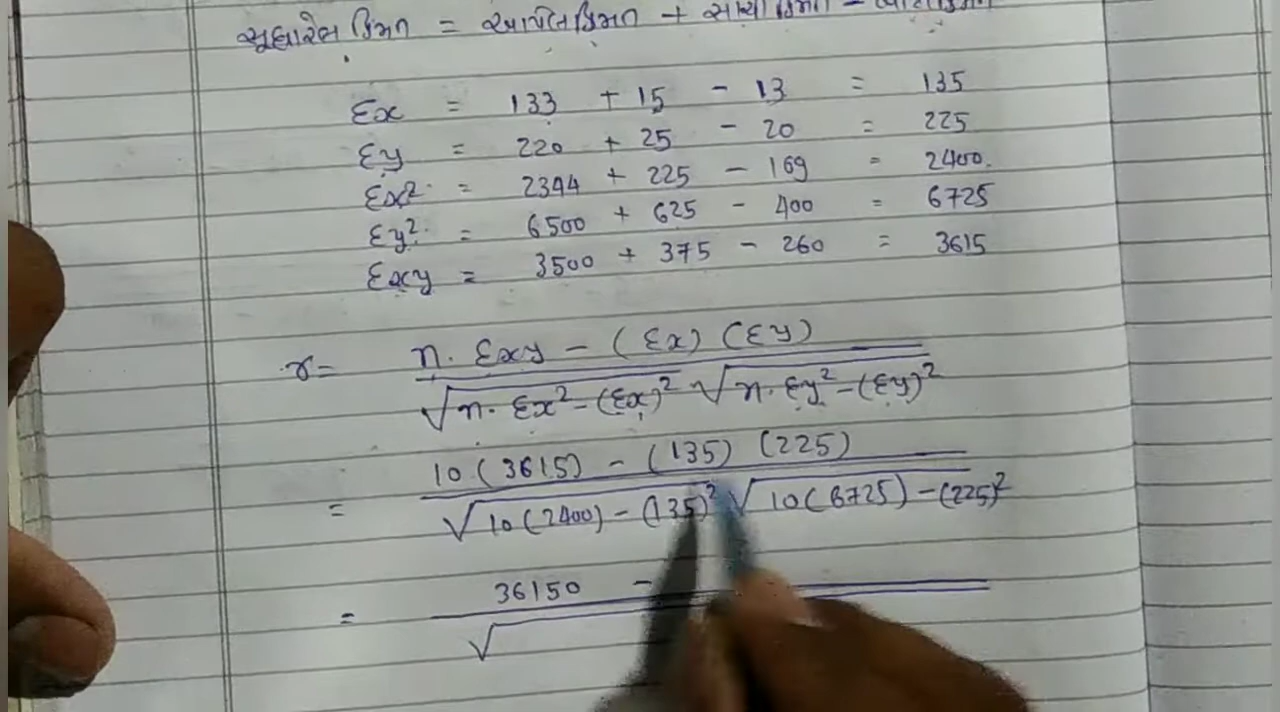 સુધારેલ કિંમત = આપેલ કિંમત + સાચી કિંમત -
Σx = 133 + 15 - 13 = 135
Σy = 220 + 25 - 20 = 225
Σx² = 2344 + 225 - 169 = 2400.
Σy² = 6500 + 625 - 400 = 6725
Σxy = 3500 + 375 - 260 = 3615
r = n. Σxy - (Σx) (Σy)
√n. Σx² - (Σx)² √n. Σy² - (Σy)²
= 10 (3615) - (135) (225)
√10 (2400) - (135)² √10 (6725) - (225)²
= 36150 -
√